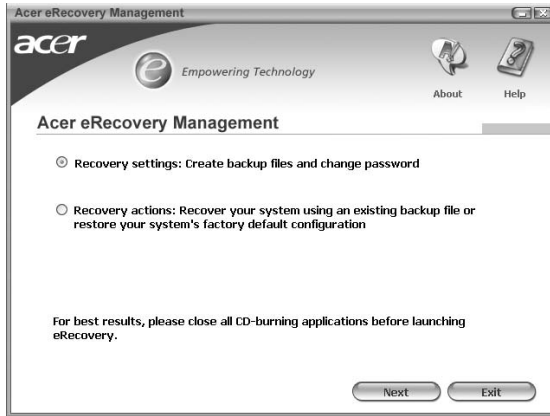 Acer eRecovery Management
acer
e Empowering Technology
About Help
Acer eRecovery Management
Recovery settings: Create backup files and change password
Recovery actions: Recover your system using an existing backup file or
restore your system's factory default configuration
For best results, please close all CD-burning applications before launching
eRecovery.
Next Exit